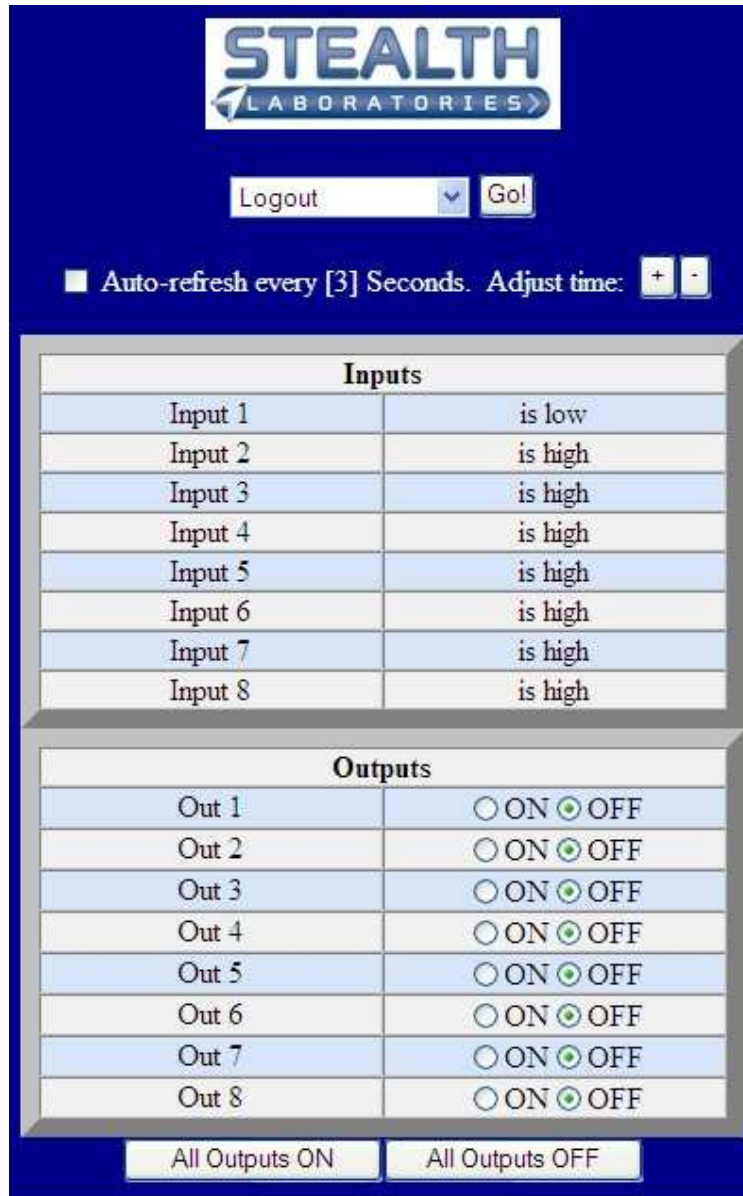 STEALTH
LABORATORIES
Logout Go!
Auto-refresh every [3] Seconds. Adjust time: + -
Inputs
Input 1 is low
Input 2 is high
Input 3 is high
Input 4 is high
Input 5 is high
Input 6 is high
Input 7 is high
Input 8 is high
Outputs
Out 1 ON OFF
Out 2 ON OFF
Out 3 ON OFF
Out 4 ON OFF
Out 5 ON OFF
Out 6 ON OFF
Out 7 ON OFF
Out 8 ON OFF
All Outputs ON All Outputs OFF